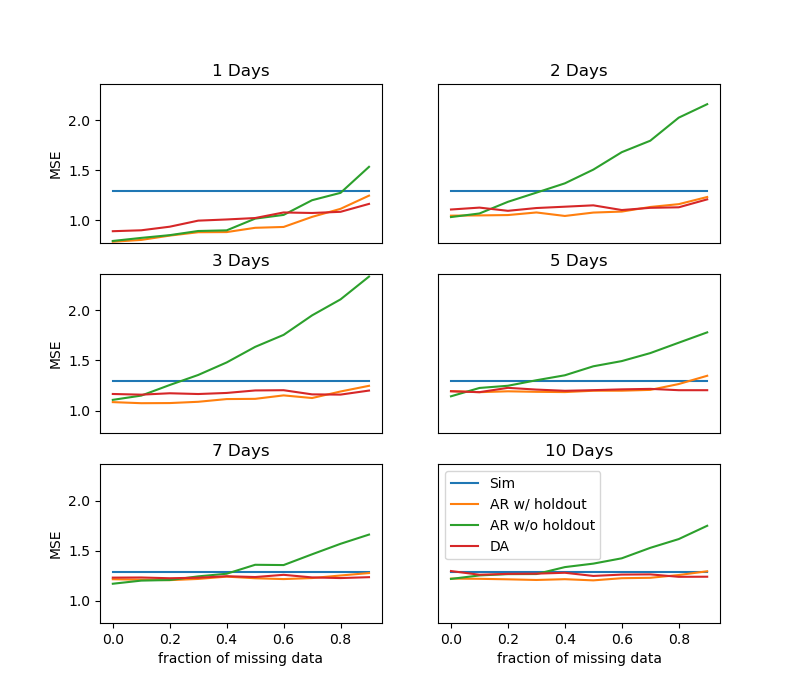 1 Days
2 Days
MSE
2.0
1.5
1.0
3 Days
5 Days
MSE
2.0
1.5
1.0
7 Days
10 Days
MSE
2.0
1.5
1.0
Sim
AR w/ holdout
AR w/o holdout
DA
0.0 0.2 0.4 0.6 0.8
0.0 0.2 0.4 0.6 0.8
fraction of missing data
fraction of missing data